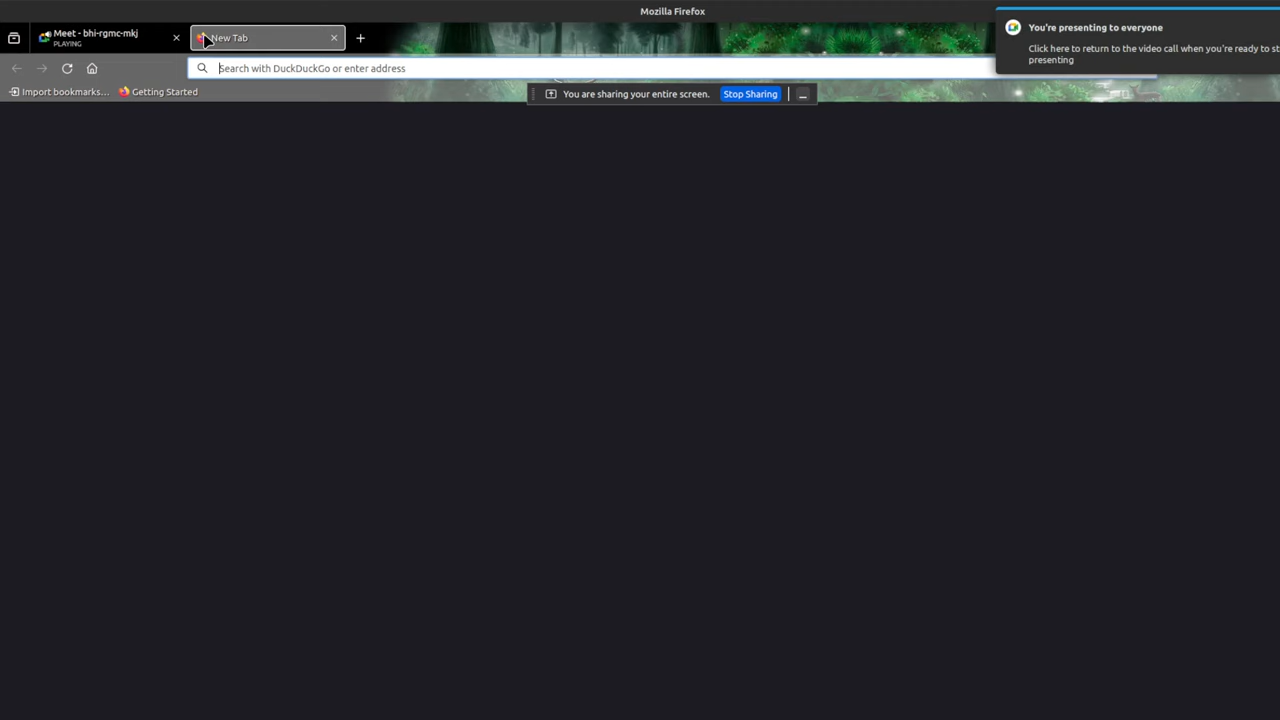 Mozilla Firefox
Meet - bhi-rgmc-mkj
PLAYING
New Tab
You're presenting to everyone
Click here to return to the video call when you're ready to st
presenting
Search with DuckDuckGo or enter address
Import bookmarks...
Getting Started
You are sharing your entire screen.
Stop Sharing